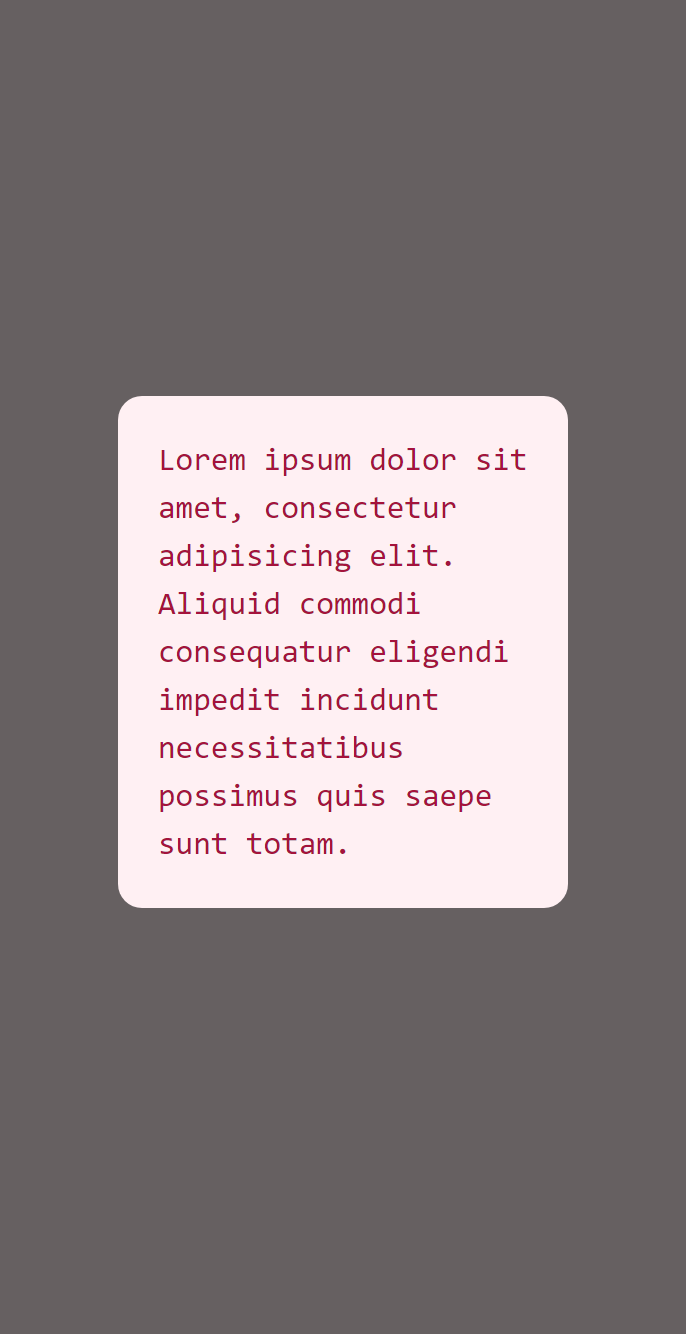 Lorem ipsum dolor sit
amet, consectetur
adipisicing elit.
Aliquid commodi
consequatur eligendi
impedit incidunt
necessitatibus
possimus quis saepe
sunt totam.